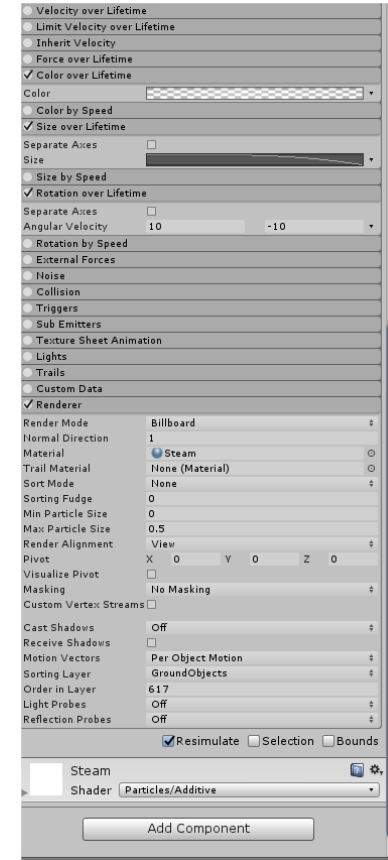 Velocity over Lifetime
Limit Velocity over Lifetime
Inherit Velocity
Force over Lifetime
Color over Lifetime
Color
Color by Speed
Size over Lifetime
Separate Axes
Size
Size by Speed
Rotation over Lifetime
Separate Axes
Angular Velocity 10 -10
Rotation by Speed
External Forces
Noise
Collision
Triggers
Sub Emitters
Texture Sheet Animation
Lights
Trails
Custom Data
Renderer
Render Mode Billboard
Normal Direction 1
Material Steam
Trail Material None (Material)
Sort Mode None
Sorting Fudge 0
Min Particle Size 0
Max Particle Size 0.5
Render Alignment View
Pivot X 0 Y 0 Z 0
Visualize Pivot
Masking No Masking
Custom Vertex Streams
Cast Shadows Off
Receive Shadows
Motion Vectors Per Object Motion
Sorting Layer GroundObjects
Order in Layer 617
Light Probes Off
Reflection Probes Off
Resimulate Selection Bounds
Steam
Shader Particles/Additive
Add Component